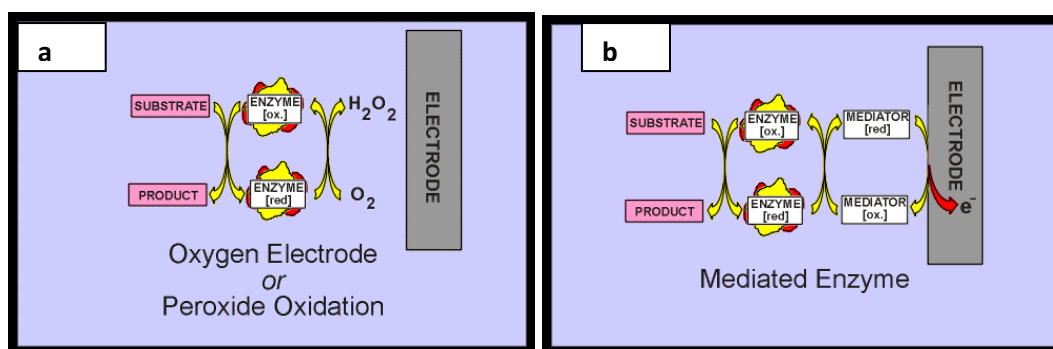 a
SUBSTRATE
ENZYME
[ox.]
H₂O₂
PRODUCT
ENZYME
[red]
O₂
ELECTRODE
Oxygen Electrode
or
Peroxide Oxidation
b
SUBSTRATE
ENZYME
[ox.]
MEDIATOR
[red]
PRODUCT
ENZYME
[red]
MEDIATOR
[ox.]
ELECTRODE
e⁻
Mediated Enzyme